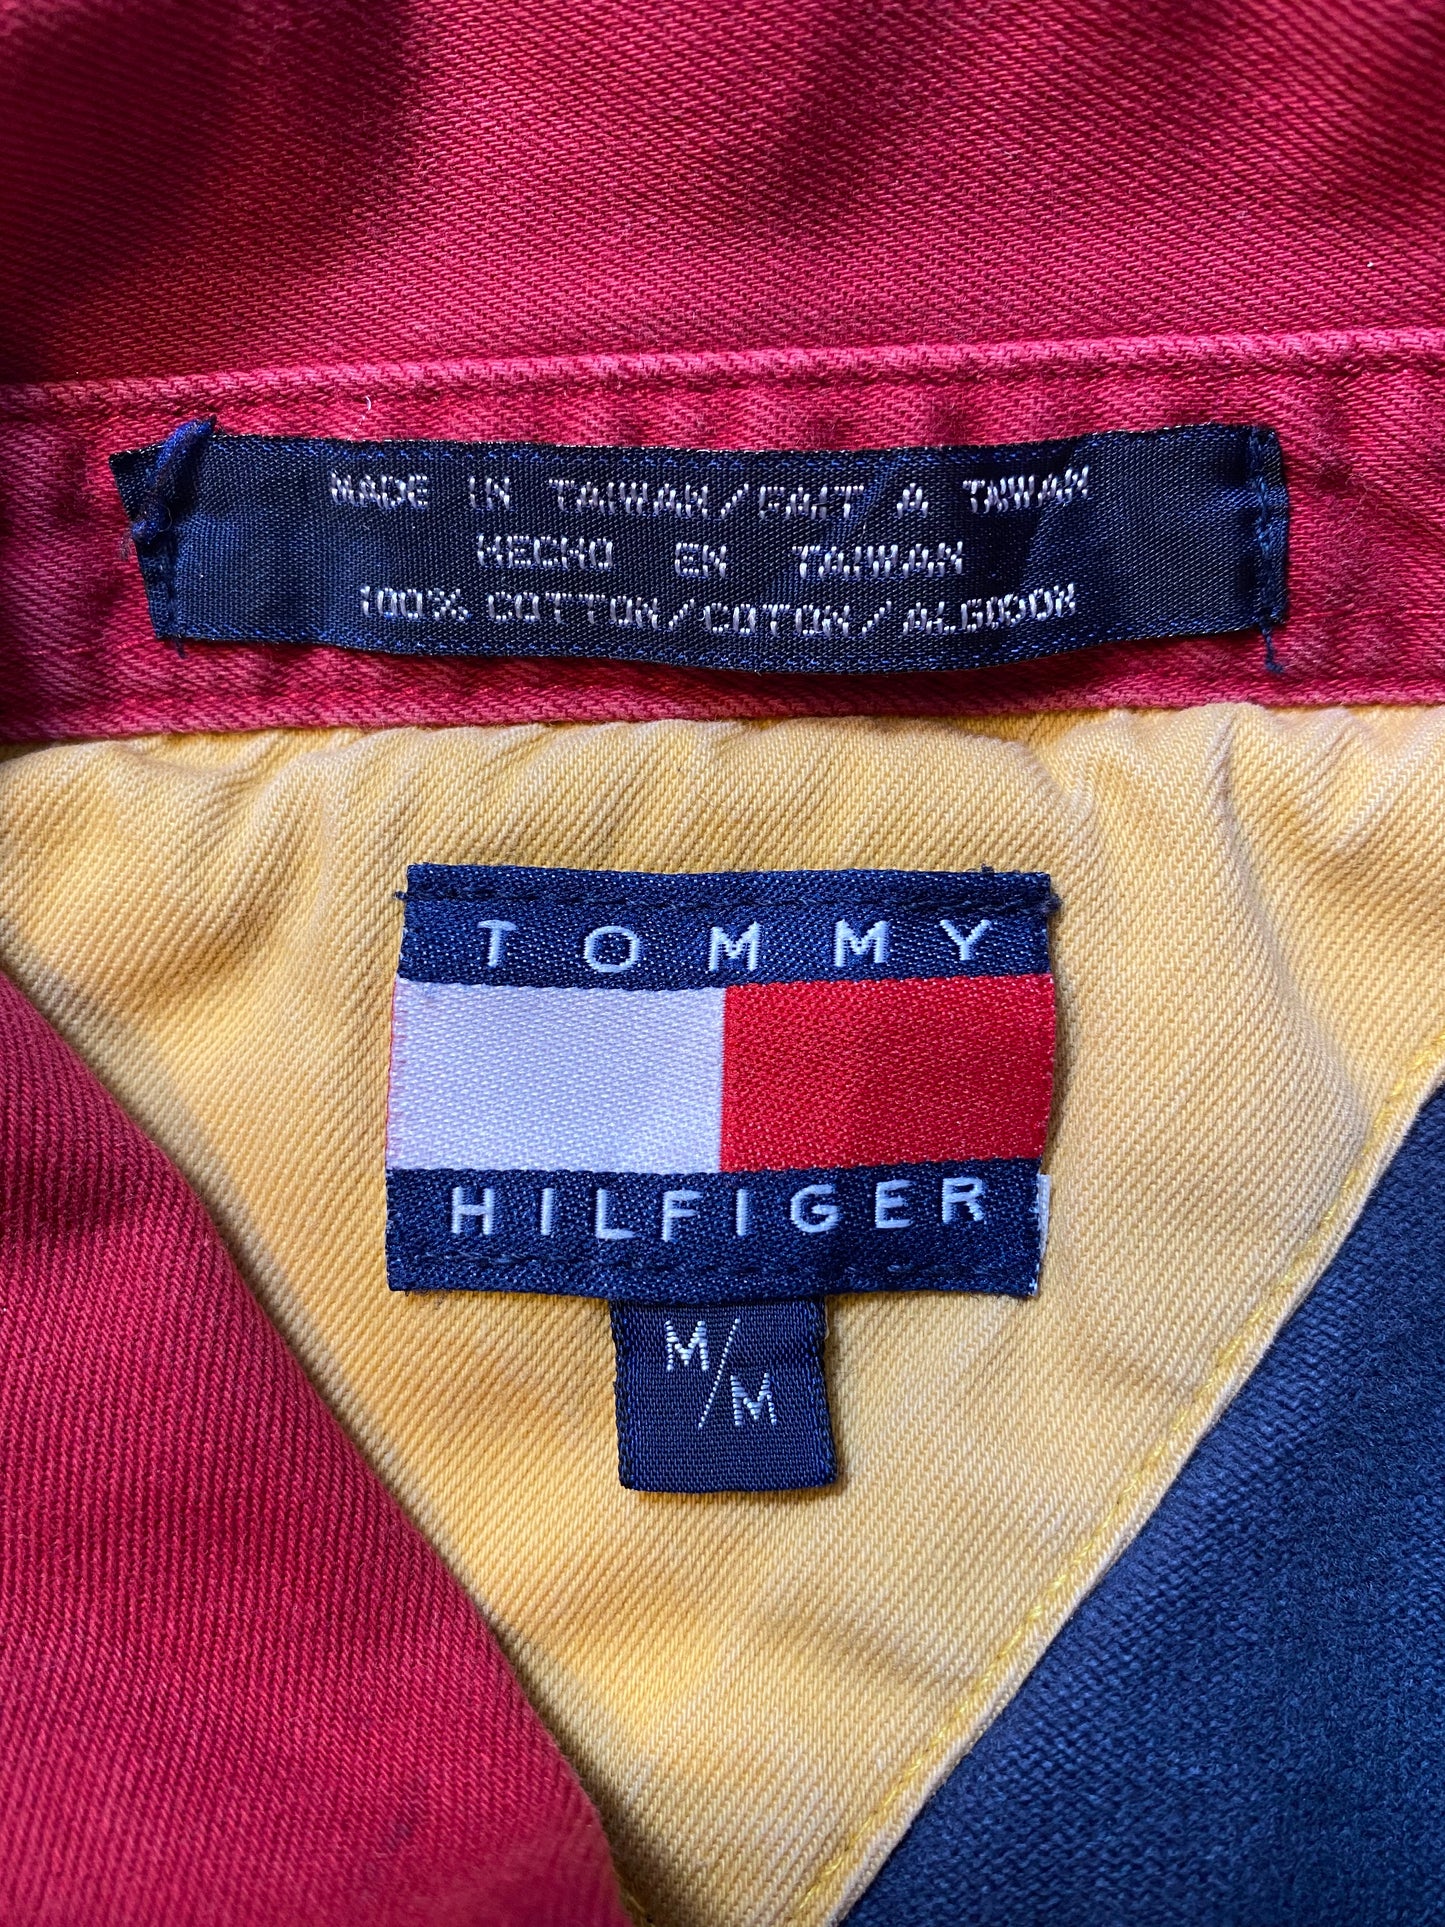 MADE IN TAIWAN/FAIT A TAIWAN
HECHO EN TAIWAN
100% COTTON/COTON/ALGODON
TOMMY
HILFIGER
M/M